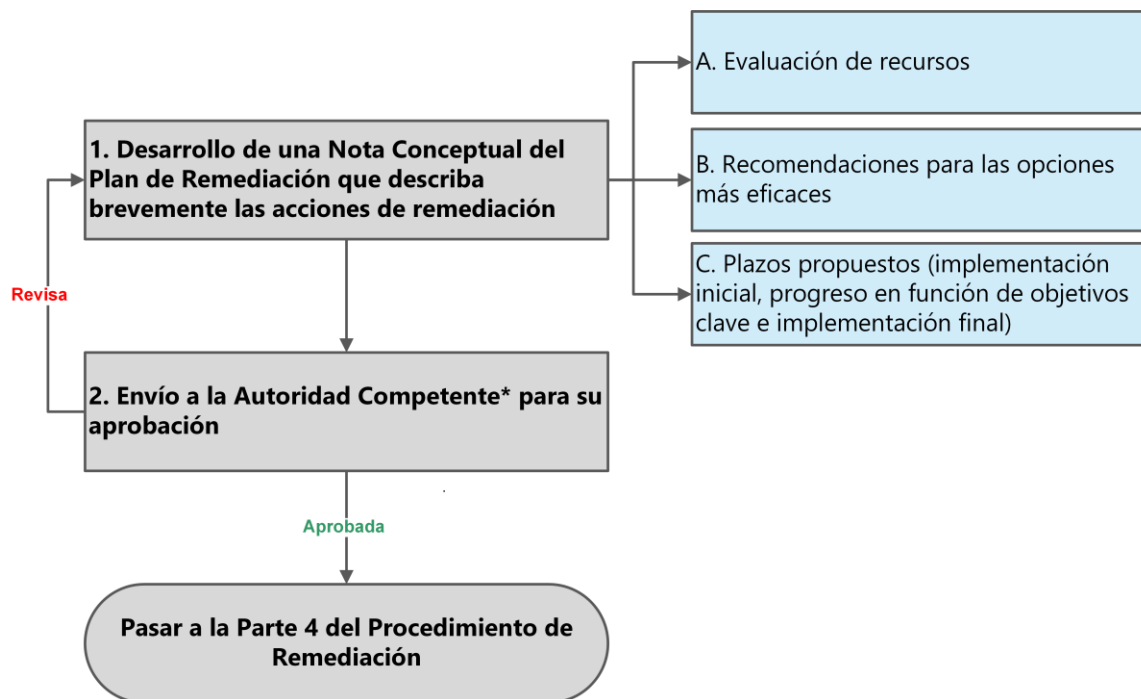 A. Evaluación de recursos
1. Desarrollo de una Nota Conceptual del
Plan de Remediación que describa
brevemente las acciones de remediación
B. Recomendaciones para las opciones
más eficaces
C. Plazos propuestos (implementación
inicial, progreso en función de objetivos
clave e implementación final)
Revisa
2. Envío a la Autoridad Competente* para su
aprobación
Aprobada
Pasar a la Parte 4 del Procedimiento de
Remediación